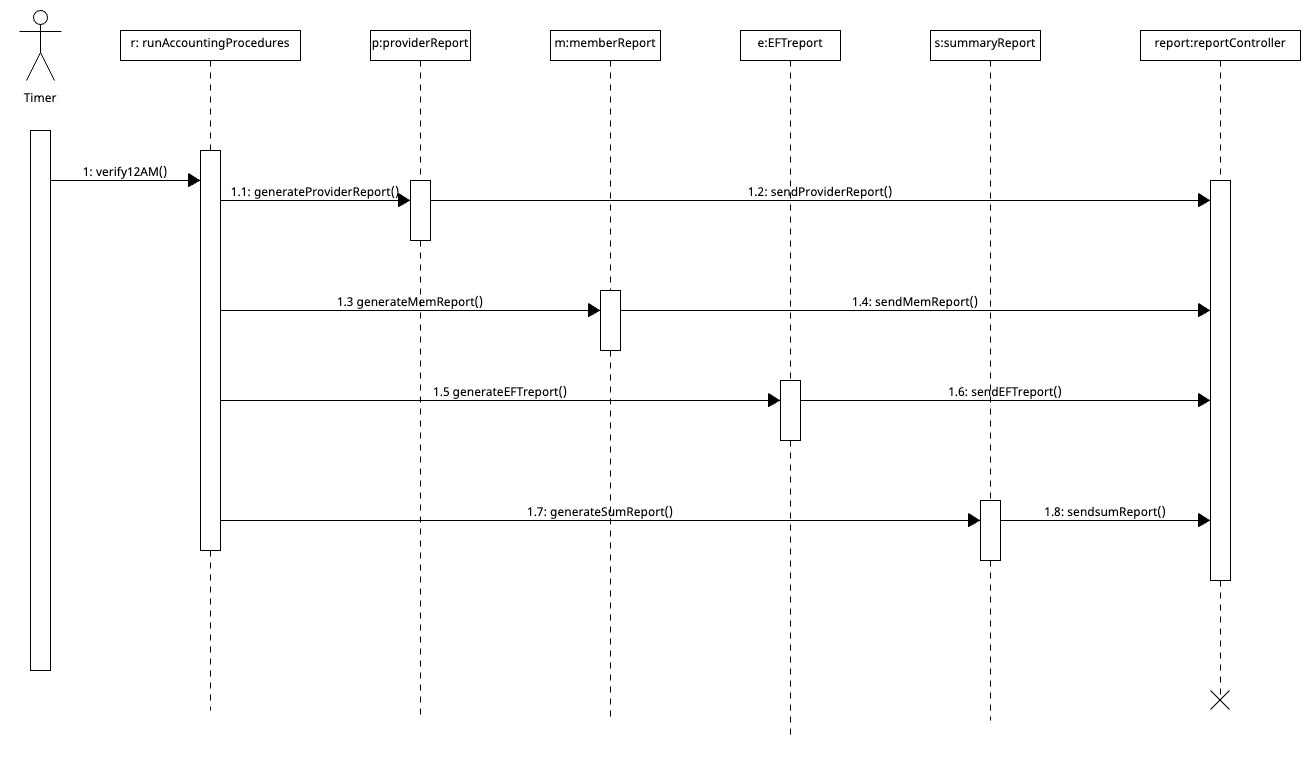 r: runAccountingProcedures
p:providerReport
m:memberReport
e:EFTreport
s:summaryReport
report:reportController
Timer
1: verify12AM()
1.1: generateProviderReport()
1.2: sendProviderReport()
1.3 generateMemReport()
1.4: sendMemReport()
1.5 generateEFTreport()
1.6: sendEFTreport()
1.7: generateSumReport()
1.8: sendsumReport()